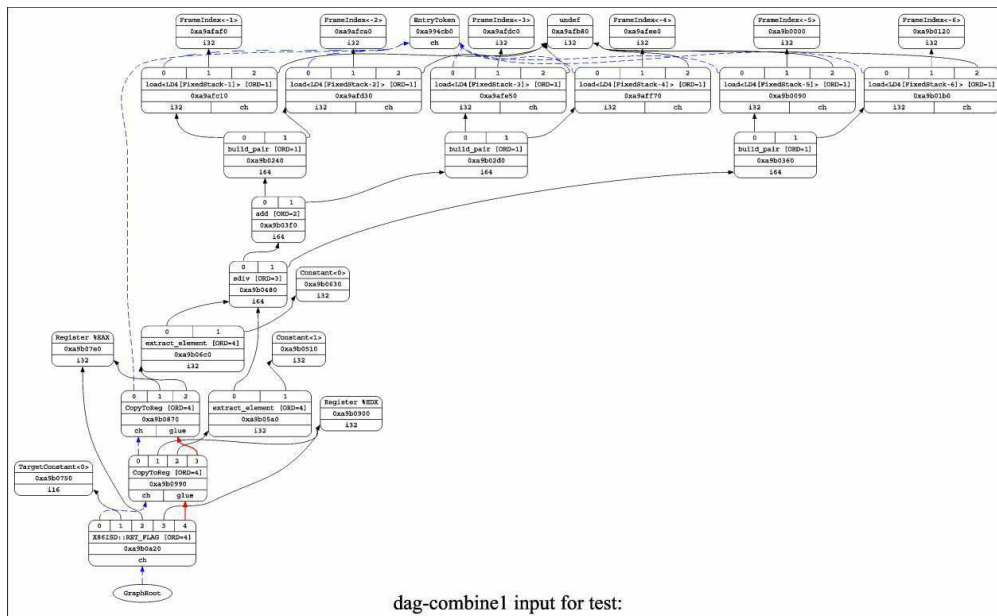 FrameIndex<-1>
0xa9afaf0
i32
FrameIndex<-2>
0xa9afca0
i32
EntryToken
0xa994cb0
ch
FrameIndex<-3>
0xa9afdc0
i32
undef
0xa9afb80
i32
FrameIndex<-4>
0xa9afee0
i32
FrameIndex<-5>
0xa9b0000
i32
FrameIndex<-6>
0xa9b0120
i32
0 1 2
load<LD4[FixedStack-1]> [ORD=1]
0xa9afc10
i32 ch
0 1 2
load<LD4[FixedStack-2]> [ORD=1]
0xa9afd30
i32 ch
0 1 2
load<LD4[FixedStack-3]> [ORD=1]
0xa9afe50
i32 ch
0 1 2
load<LD4[FixedStack-4]> [ORD=1]
0xa9aff70
i32 ch
0 1 2
load<LD4[FixedStack-5]> [ORD=1]
0xa9b0090
i32 ch
0 1 2
load<LD4[FixedStack-6]> [ORD=1]
0xa9b01b0
i32 ch
0 1
build_pair [ORD=1]
0xa9b0240
i64
0 1
build_pair [ORD=1]
0xa9b02d0
i64
0 1
build_pair [ORD=1]
0xa9b0360
i64
0 1
add [ORD=2]
0xa9b03f0
i64
0 1
sdiv [ORD=3]
0xa9b0480
i64
Constant<0>
0xa9b0630
i32
0 1
extract_element [ORD=4]
0xa9b06c0
i32
Register %EAX
0xa9b07e0
i32
Constant<1>
0xa9b0510
i32
0 1 2
CopyToReg [ORD=4]
0xa9b0870
ch glue
0 1
extract_element [ORD=4]
0xa9b05a0
i32
Register %EDX
0xa9b0900
i32
0 1 2 3
CopyToReg [ORD=4]
0xa9b0990
ch glue
TargetConstant<0>
0xa9b0750
i16
0 1 2 3 4
X86ISD::RET_FLAG [ORD=4]
0xa9b0a20
ch
GraphRoot
dag-combine1 input for test: